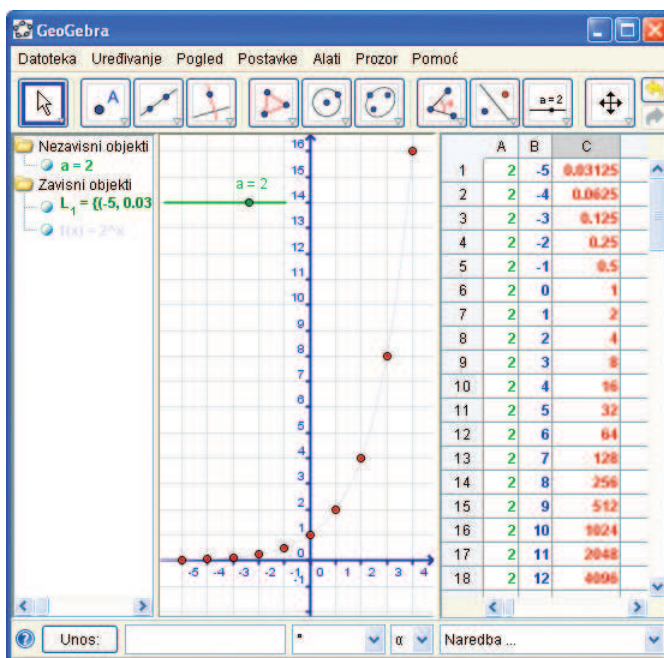 GeoGebra
Datoteka Uređivanje Pogled Postavke Alati Prozor Pomoć
A
a = 2
Nezavisni objekti
a = 2
Zavisni objekti
L1 = {(-5, 0.03
f(x) = 2^x
a = 2
16
15
14
13
12
11
10
9
8
7
6
5
4
3
2
1
0
-1
-5 -4 -3 -2 -1 0 1 2 3 4
A B C
1 2 -5 0.03125
2 2 -4 0.0625
3 2 -3 0.125
4 2 -2 0.25
5 2 -1 0.5
6 2 0 1
7 2 1 2
8 2 2 4
9 2 3 8
10 2 4 16
11 2 5 32
12 2 6 64
13 2 7 128
14 2 8 256
15 2 9 512
16 2 10 1024
17 2 11 2048
18 2 12 4096
Unos: ° α Naredba ...